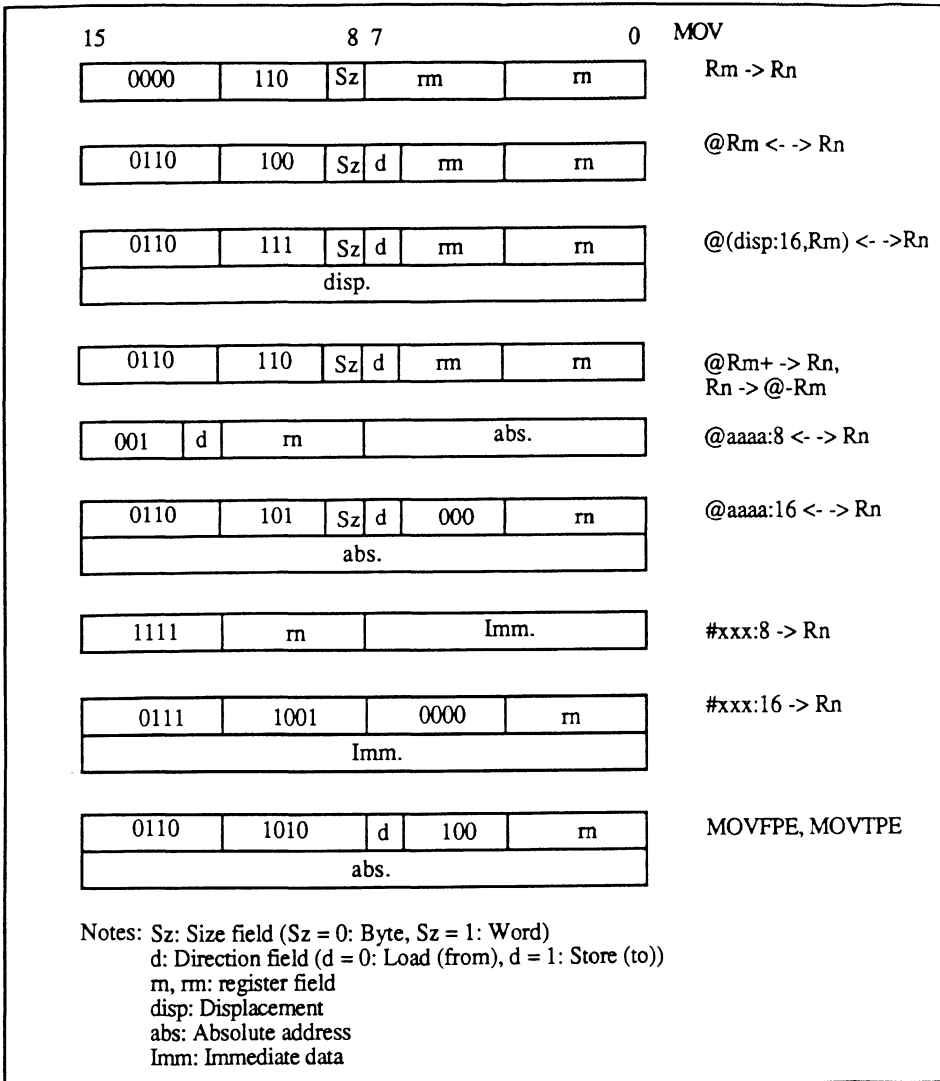 15 8 7 0 MOV
0000 110 Sz rm rn Rm -> Rn
0110 100 Sz d rm rn @Rm <- -> Rn
0110 111 Sz d rm rn @(disp:16,Rm) <- ->Rn
disp.
0110 110 Sz d rm rn @Rm+ -> Rn,
Rn -> @-Rm
001 d rn abs. @aaaa:8 <- -> Rn
0110 101 Sz d 000 rn @aaaa:16 <- -> Rn
abs.
1111 rn Imm. #xxx:8 -> Rn
0111 1001 0000 rn #xxx:16 -> Rn
Imm.
0110 1010 d 100 rn MOVFPE, MOVTPE
abs.
Notes: Sz: Size field (Sz = 0: Byte, Sz = 1: Word)
d: Direction field (d = 0: Load (from), d = 1: Store (to))
rn, rm: register field
disp: Displacement
abs: Absolute address
Imm: Immediate data